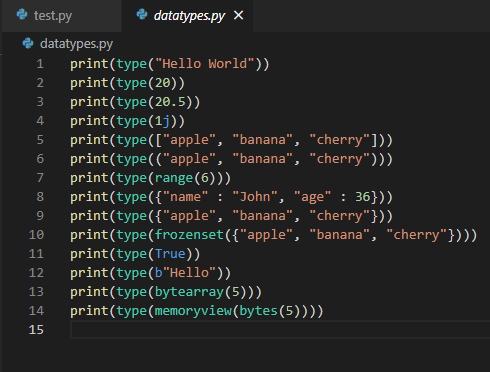 test.py datatypes.py ×
datatypes.py
1 print(type("Hello World"))
2 print(type(20))
3 print(type(20.5))
4 print(type(1j))
5 print(type(["apple", "banana", "cherry"]))
6 print(type(("apple", "banana", "cherry")))
7 print(type(range(6)))
8 print(type({"name" : "John", "age" : 36}))
9 print(type({"apple", "banana", "cherry"}))
10 print(type(frozenset({"apple", "banana", "cherry"})))
11 print(type(True))
12 print(type(b"Hello"))
13 print(type(bytearray(5)))
14 print(type(memoryview(bytes(5))))
15